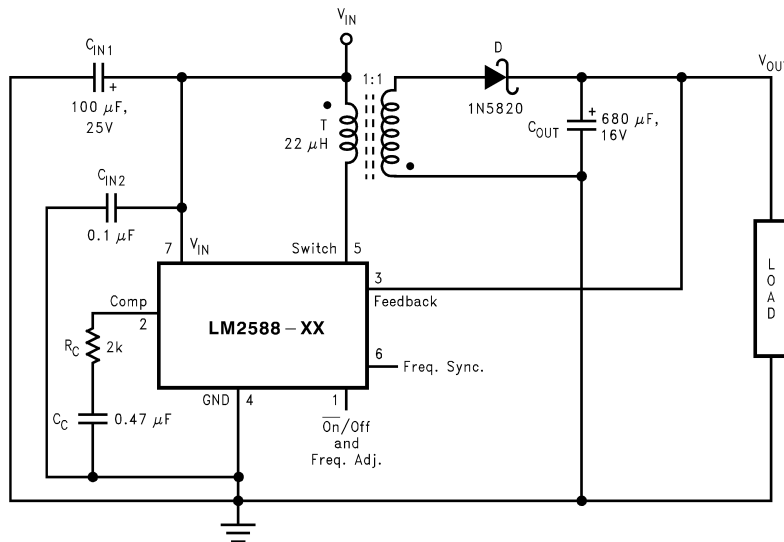 V_IN
C_IN1
+
100 μF,
25V
1:1
T
22 μH
D
1N5820
V_OUT
C_OUT
+
680 μF,
16V
C_IN2
0.1 μF
7
V_IN
Switch
5
3
Feedback
Comp
2
LM2588-XX
R_C
2k
6
Freq. Sync.
GND
4
1
C_C
0.47 μF
O̅n̅/Off
and
Freq. Adj.
LOAD